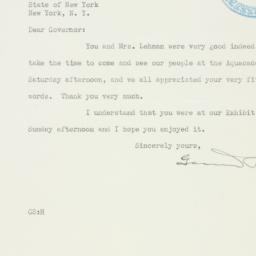 State of New York
New York, N. Y.
Dear Governor:
You and Mrs. Lehman were very good indeed
take the time to come and see our people at the Aquacade
Saturday afternoon, and we all appreciated your very fi
words. Thank you very much.
I understand that you were at our Exhibit
Sunday afternoon and I hope you enjoyed it.
Sincerely yours,
GS:H